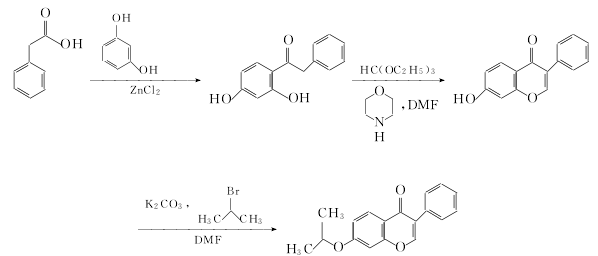 O
OH
OH
OH
ZnCl2
O
HO
OH
HC(OC2H5)3
O
N
H
, DMF
O
HO
O
K2CO3,
Br
H3C
CH3
DMF
CH3
H3C
O
O
O